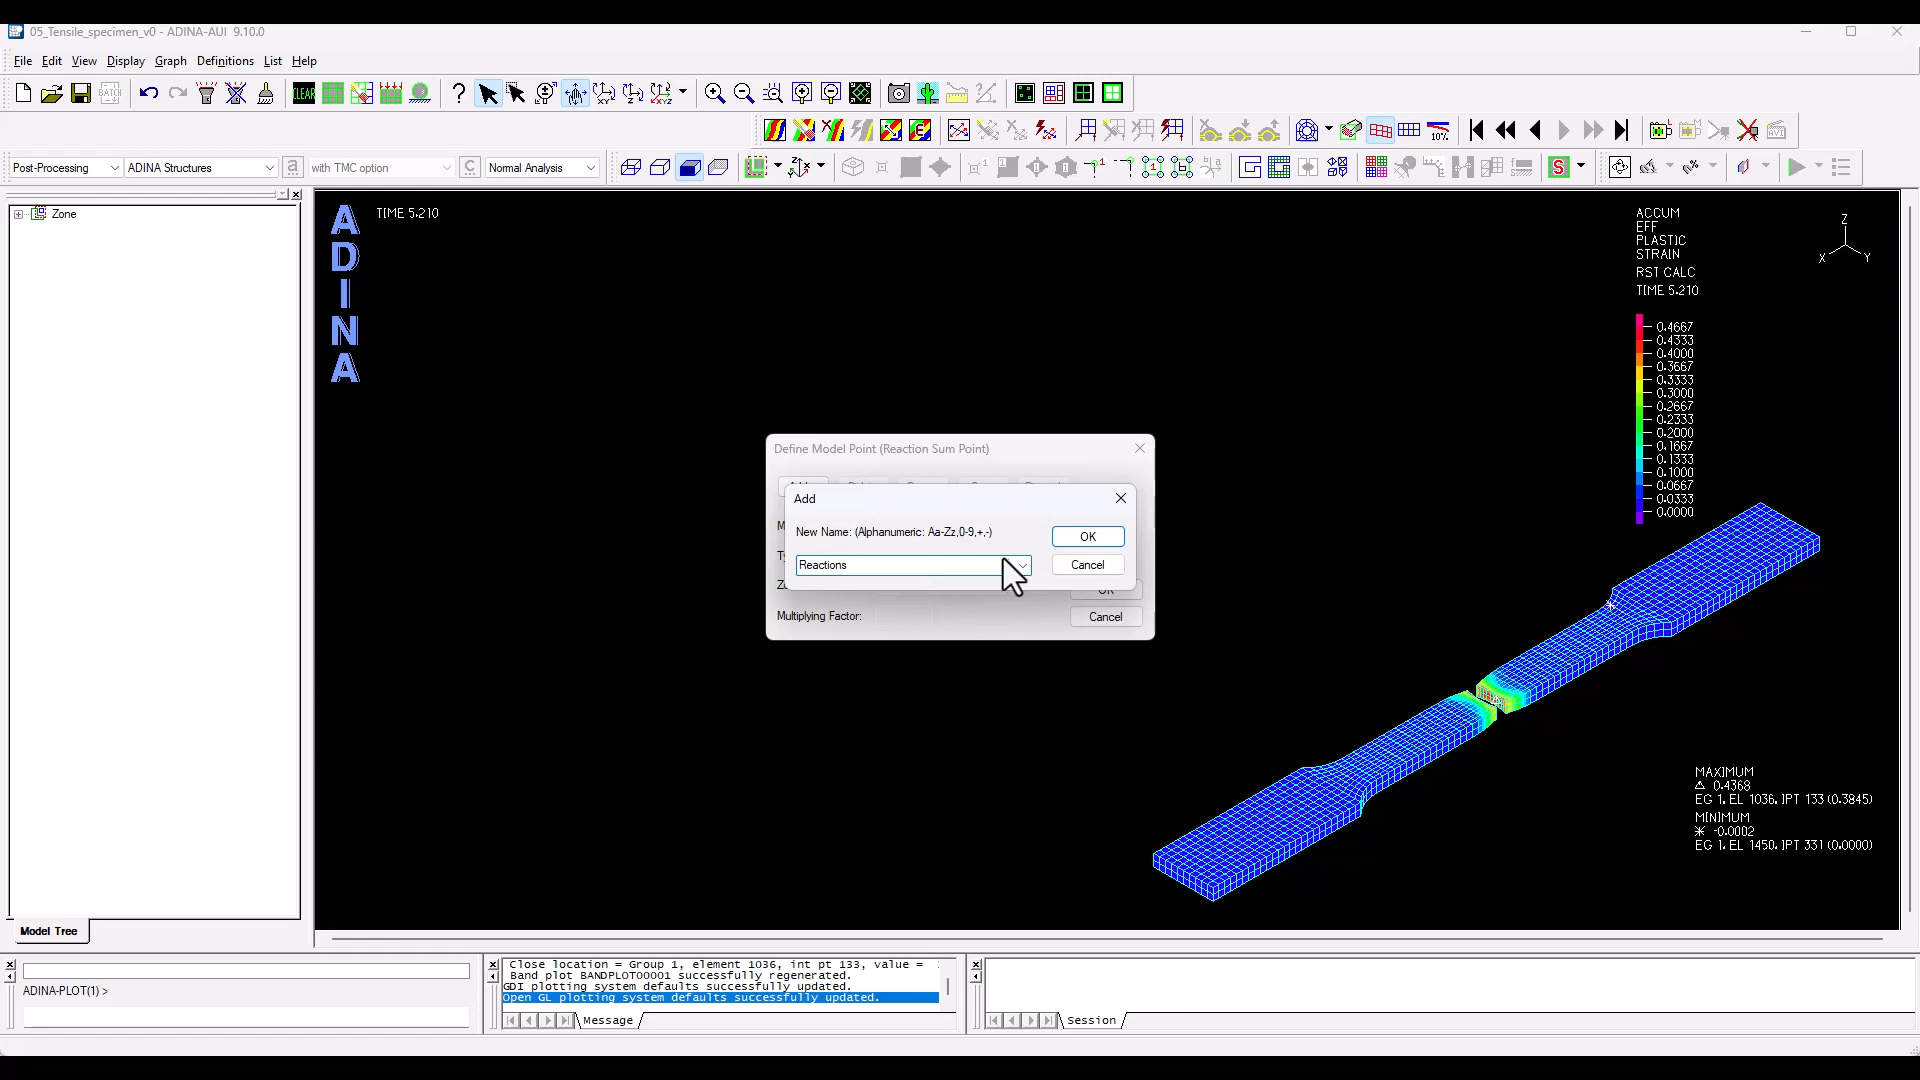 05_Tensile_specimen_v0 - ADINA-AUI 9.10.0
File Edit View Display Graph Definitions List Help
BATCH CLEAR
10%
Post-Processing ADINA Structures with TMC option Normal Analysis
Zone
ADINA
TIME 5.210
ACCUM
EFF
PLASTIC
STRAIN
RST CALC
TIME 5.210
Z
X Y
0.4667
0.4333
0.4000
0.3667
0.3333
0.3000
0.2667
0.2333
0.2000
0.1667
0.1333
0.1000
0.0667
0.0333
0.0000
Define Model Point (Reaction Sum Point)
Add
New Name: (Alphanumeric: Aa-Zz,0-9,+,-)
OK
Reactions
Cancel
OK
Multiplying Factor:
Cancel
MAXIMUM
Δ 0.4368
EG 1, EL 1036, IPT 133 (0.3845)
MINIMUM
* -0.0002
EG 1, EL 1450, IPT 331 (0.0000)
Model Tree
ADINA-PLOT(1) >
Close location = Group 1, element 1036, int pt 133, value =
Band plot BANDPLOT00001 successfully regenerated.
GDI plotting system defaults successfully updated.
Open GL plotting system defaults successfully updated.
Message
Session